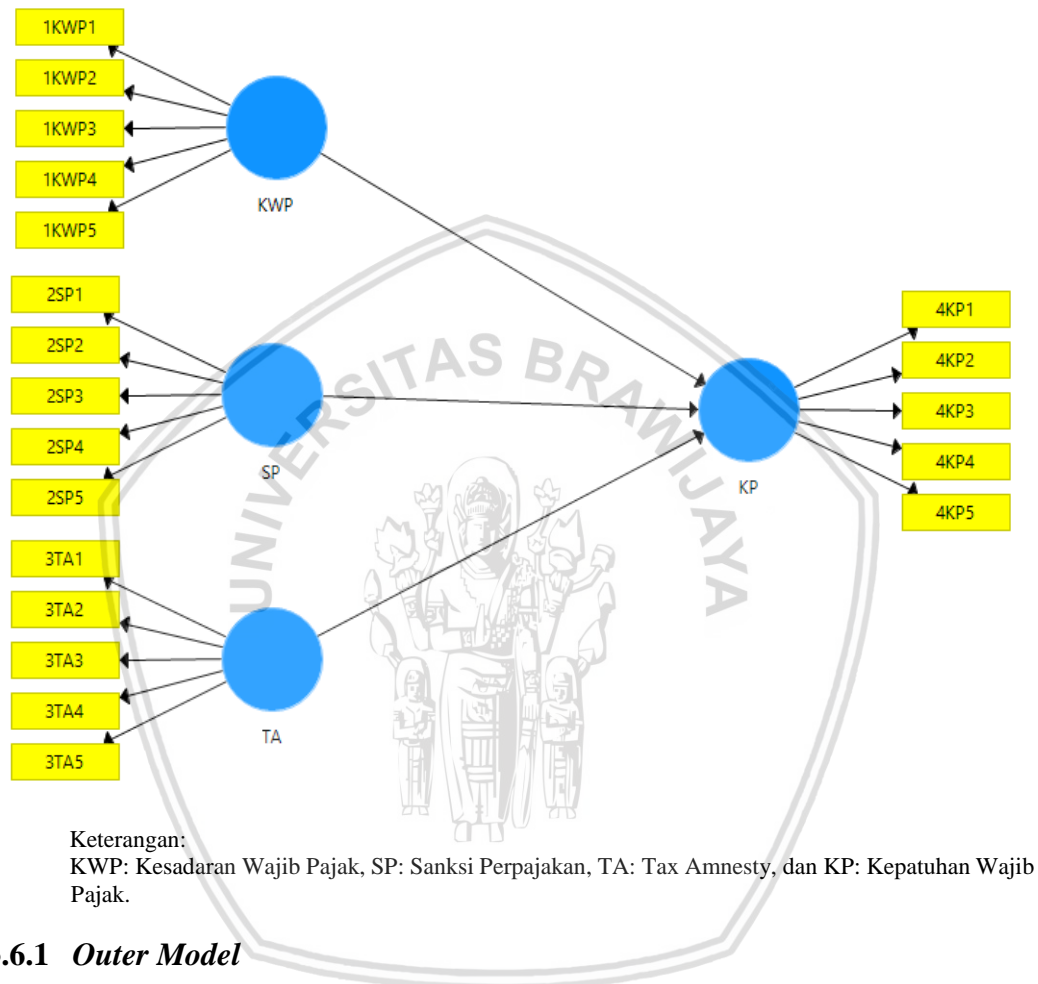 1KWP1
1KWP2
1KWP3
1KWP4
1KWP5
KWP
2SP1
2SP2
2SP3
2SP4
2SP5
SP
3TA1
3TA2
3TA3
3TA4
3TA5
TA
4KP1
4KP2
4KP3
4KP4
4KP5
KP
UNIVERSITAS BRAWIJAYA
Keterangan:
KWP: Kesadaran Wajib Pajak, SP: Sanksi Perpajakan, TA: Tax Amnesty, dan KP: Kepatuhan Wajib
Pajak.
.6.1 Outer Model